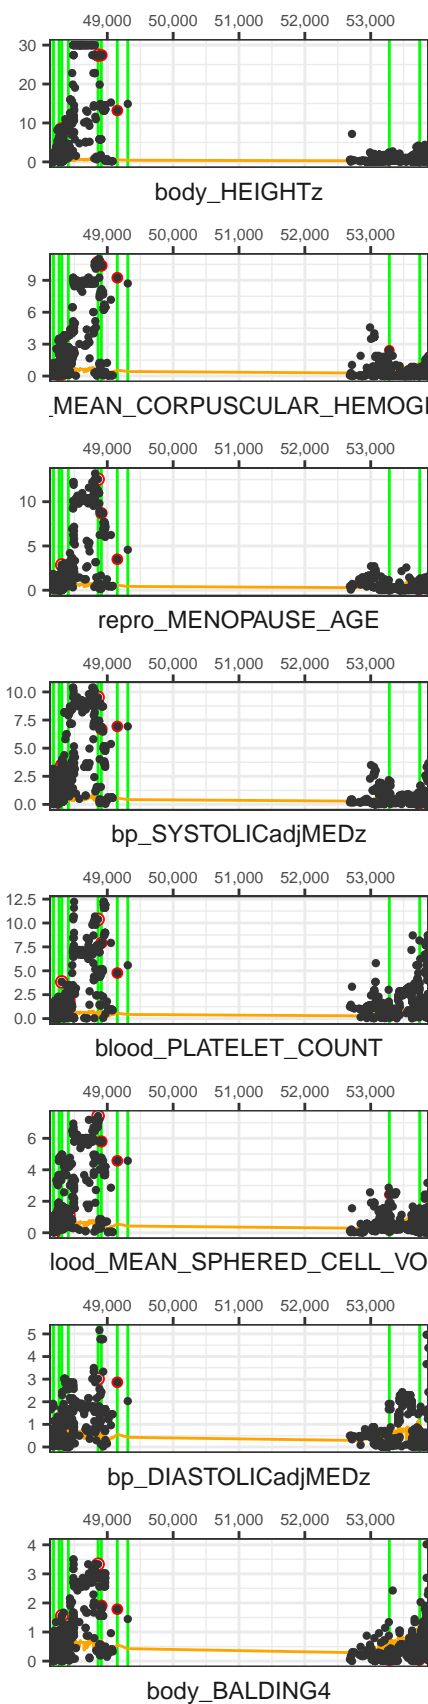 49,000 50,000 51,000 52,000 53,000
30
20
10
0
body_HEIGHTz
49,000 50,000 51,000 52,000 53,000
9
6
3
0
_MEAN_CORPUSCULAR_HEMOG
49,000 50,000 51,000 52,000 53,000
10
5
0
repro_MENOPAUSE_AGE
49,000 50,000 51,000 52,000 53,000
10.0
7.5
5.0
2.5
0.0
bp_SYSTOLICadjMEDz
49,000 50,000 51,000 52,000 53,000
12.5
10.0
7.5
5.0
2.5
0.0
blood_PLATELET_COUNT
49,000 50,000 51,000 52,000 53,000
6
4
2
0
lood_MEAN_SPHERED_CELL_VO
49,000 50,000 51,000 52,000 53,000
5
4
3
2
1
0
bp_DIASTOLICadjMEDz
49,000 50,000 51,000 52,000 53,000
4
3
2
1
0
body_BALDING4